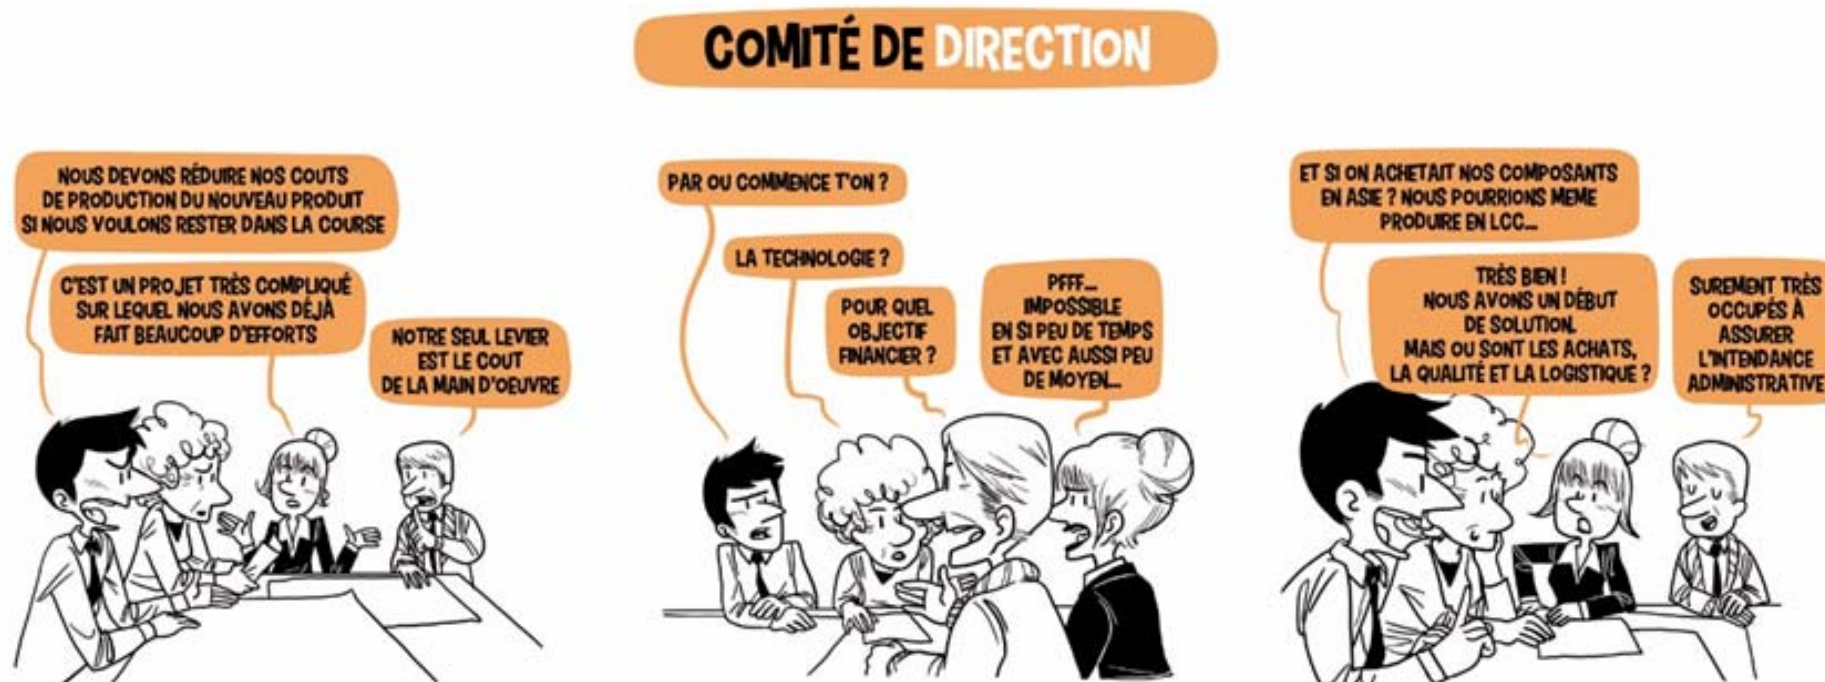 COMITÉ DE DIRECTION
NOUS DEVONS RÉDUIRE NOS COUTS
DE PRODUCTION DU NOUVEAU PRODUIT
SI NOUS VOULONS RESTER DANS LA COURSE
C'EST UN PROJET TRÈS COMPLIQUÉ
SUR LEQUEL NOUS AVONS DÉJÀ
FAIT BEAUCOUP D'EFFORTS
NOTRE SEUL LEVIER
EST LE COUT
DE LA MAIN D'OEUVRE
PAR OU COMMENCE T'ON ?
LA TECHNOLOGIE ?
POUR QUEL
OBJECTIF
FINANCIER ?
PFFF...
IMPOSSIBLE
EN SI PEU DE TEMPS
ET AVEC AUSSI PEU
DE MOYEN...
ET SI ON ACHETAIT NOS COMPOSANTS
EN ASIE ? NOUS POURRIONS MEME
PRODUIRE EN LCC...
TRÈS BIEN !
NOUS AVONS UN DÉBUT
DE SOLUTION.
MAIS OU SONT LES ACHATS,
LA QUALITÉ ET LA LOGISTIQUE ?
SUREMENT TRÈS
OCCUPÉS À
ASSURER
L'INTENDANCE
ADMINISTRATIVE